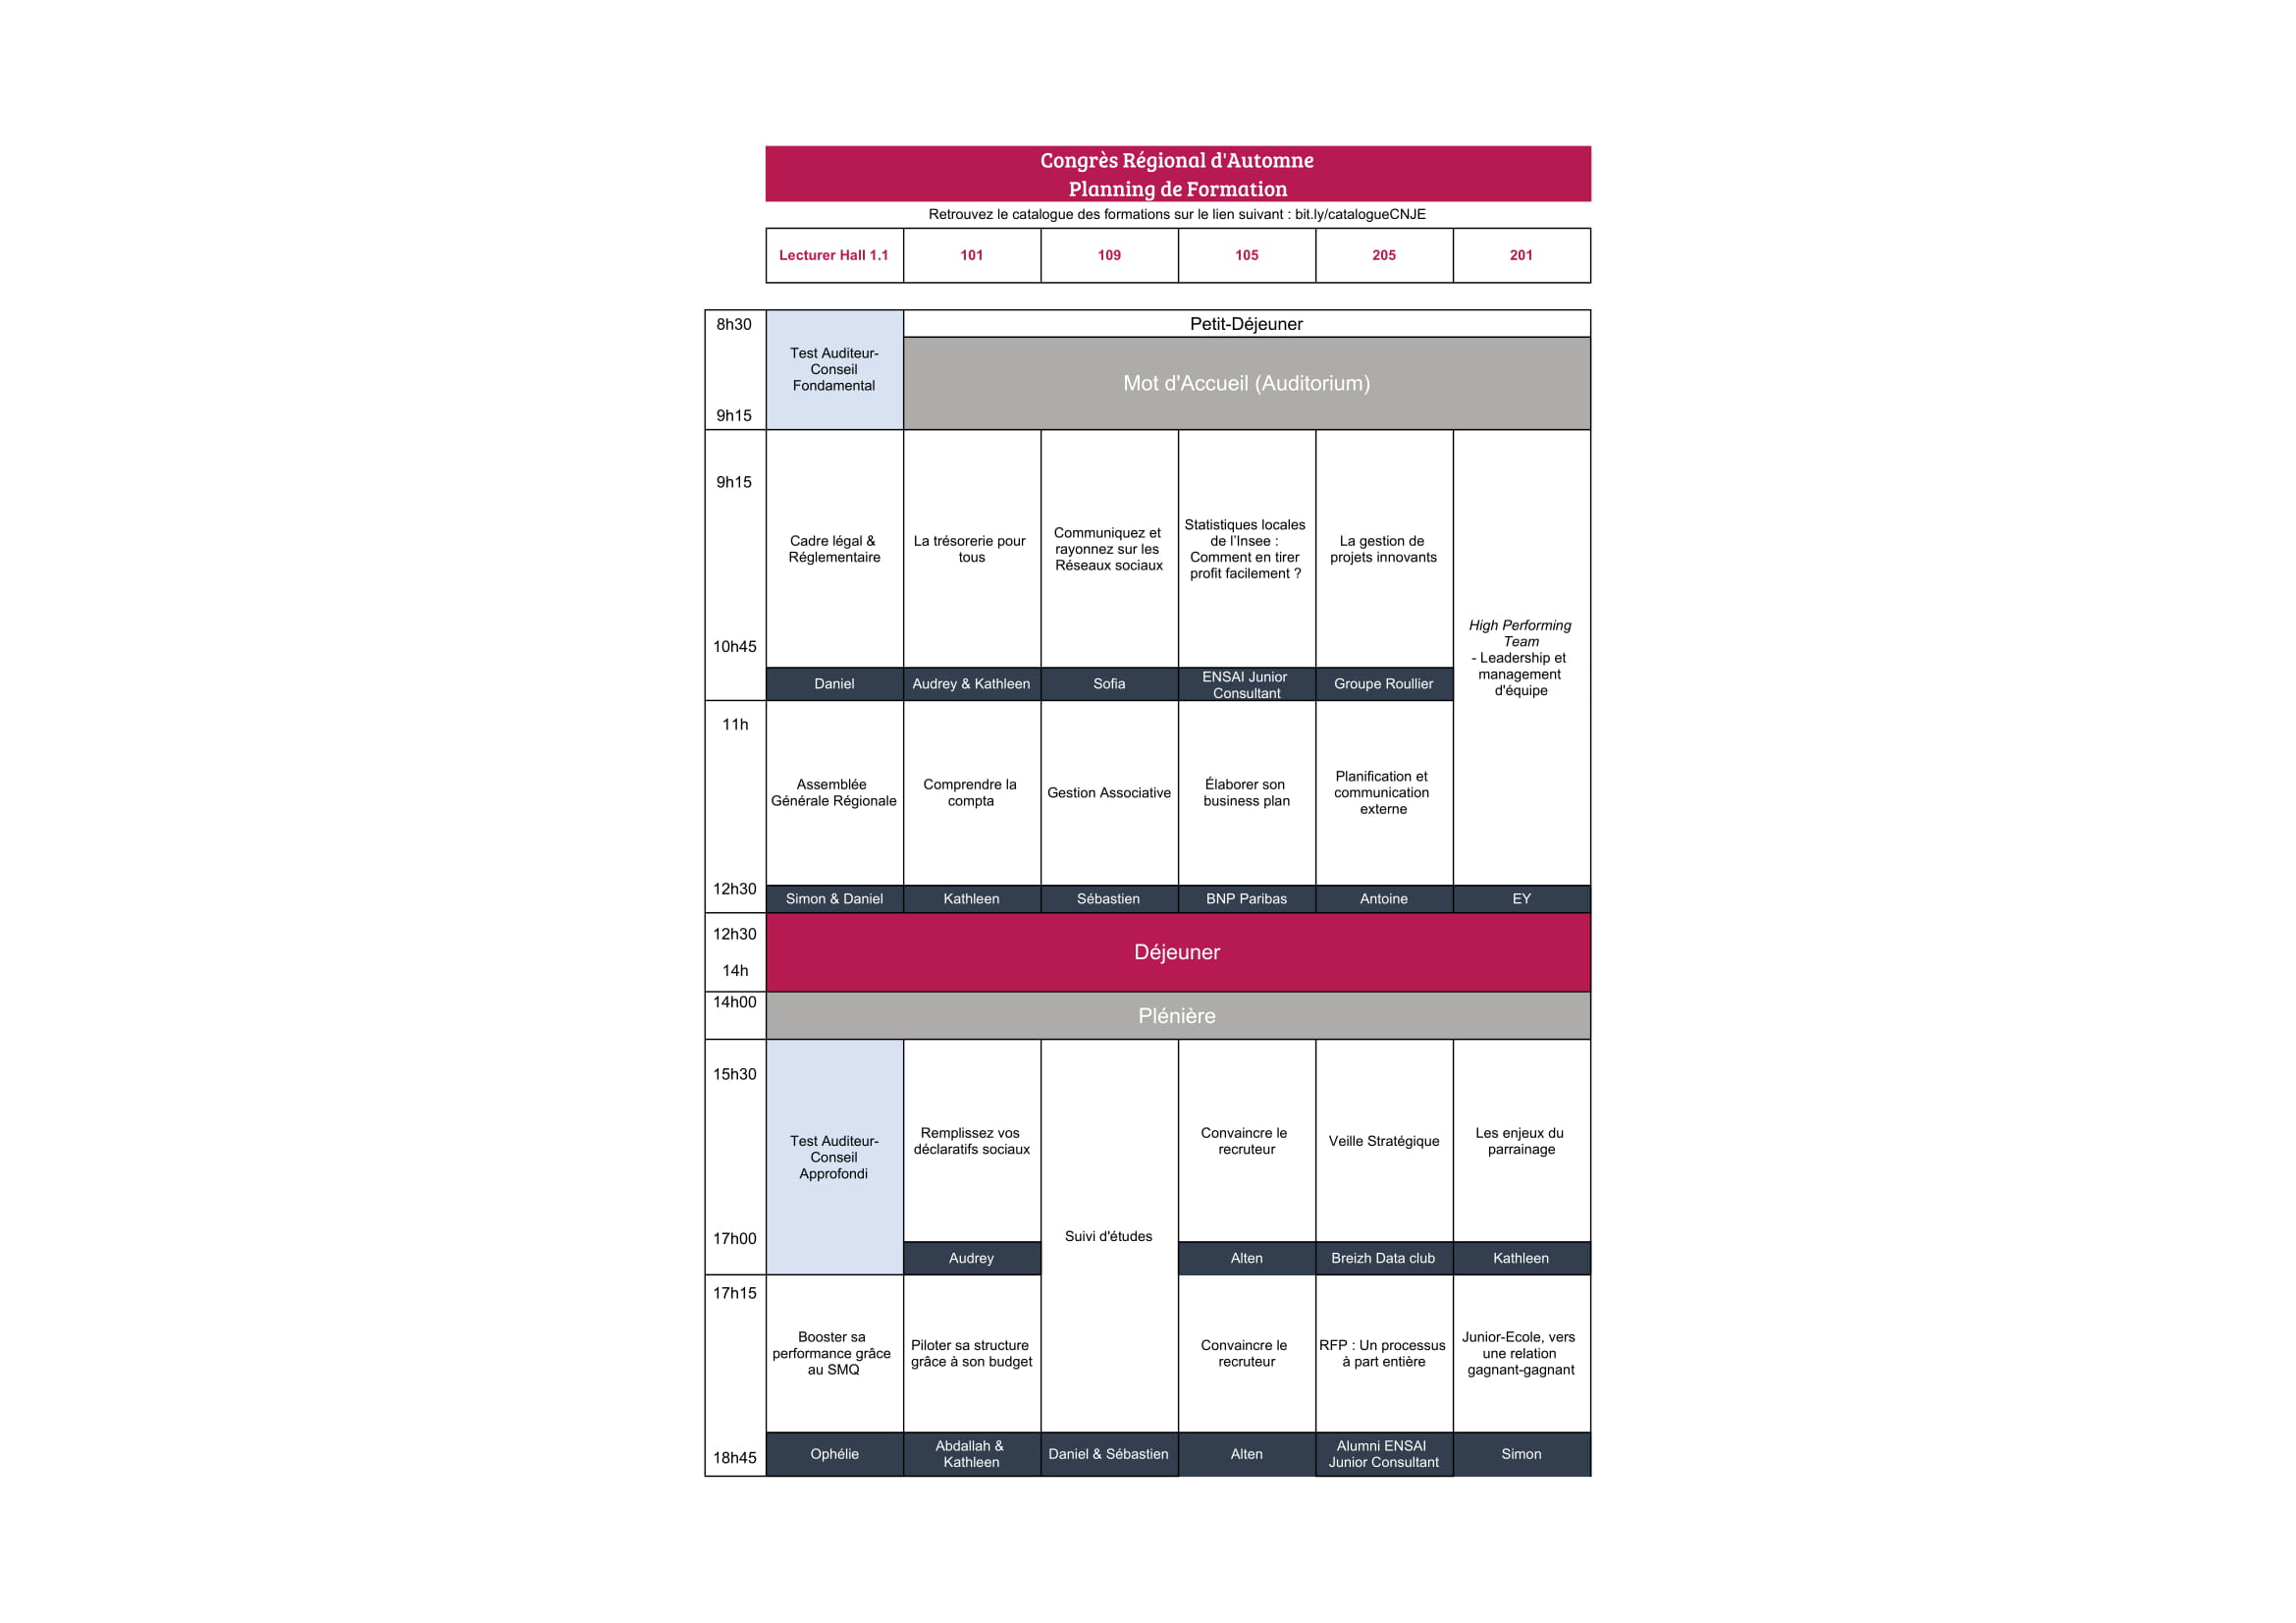 Congrès Régional d'Automne
Planning de Formation
Retrouvez le catalogue des formations sur le lien suivant : bit.ly/catalogueCNJE
Lecturer Hall 1.1
101
109
105
205
201
8h30
9h15
Test Auditeur-
Conseil
Fondamental
Petit-Déjeuner
Mot d'Accueil (Auditorium)
9h15
10h45
Cadre légal &
Réglementaire
Daniel
La trésorerie pour
tous
Audrey & Kathleen
Communiquez et
rayonnez sur les
Réseaux sociaux
Sofia
Statistiques locales
de l'Insee :
Comment en tirer
profit facilement ?
ENSAI Junior
Consultant
La gestion de
projets innovants
Groupe Roullier
High Performing
Team
- Leadership et
management
d'équipe
EY
11h
12h30
Assemblée
Générale Régionale
Simon & Daniel
Comprendre la
compta
Kathleen
Gestion Associative
Sébastien
Élaborer son
business plan
BNP Paribas
Planification et
communication
externe
Antoine
12h30
14h
Déjeuner
14h00
Plénière
15h30
17h00
Test Auditeur-
Conseil
Approfondi
Remplissez vos
déclaratifs sociaux
Audrey
Suivi d'études
Daniel & Sébastien
Convaincre le
recruteur
Alten
Veille Stratégique
Breizh Data club
Les enjeux du
parrainage
Kathleen
17h15
18h45
Booster sa
performance grâce
au SMQ
Ophélie
Piloter sa structure
grâce à son budget
Abdallah &
Kathleen
Convaincre le
recruteur
Alten
RFP : Un processus
à part entière
Alumni ENSAI
Junior Consultant
Junior-Ecole, vers
une relation
gagnant-gagnant
Simon